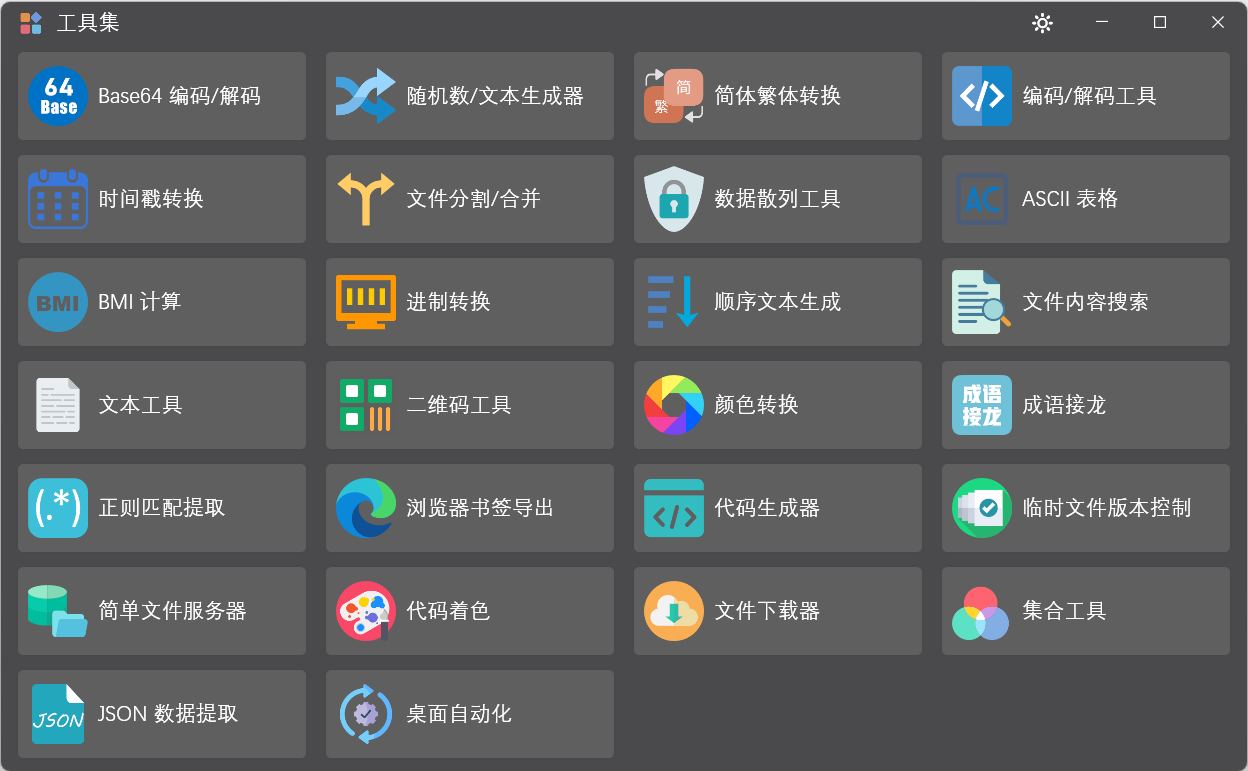 工具集
64
Base
Base64 编码/解码
随机数/文本生成器
简
繁
简体繁体转换
</>
编码/解码工具
时间戳转换
文件分割/合并
数据散列工具
AC
ASCII 表格
BMI
BMI 计算
进制转换
顺序文本生成
文件内容搜索
文本工具
二维码工具
颜色转换
成语
接龙
成语接龙
(.*)
正则匹配提取
浏览器书签导出
</>
代码生成器
临时文件版本控制
简单文件服务器
代码着色
文件下载器
集合工具
JSON
JSON 数据提取
桌面自动化